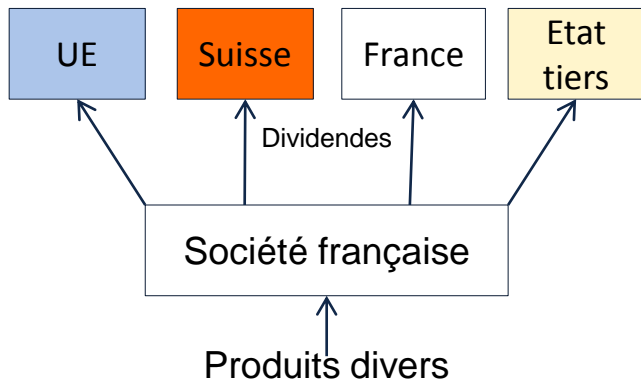 UE
Suisse
France
Etat
tiers
Dividendes
Société française
Produits divers